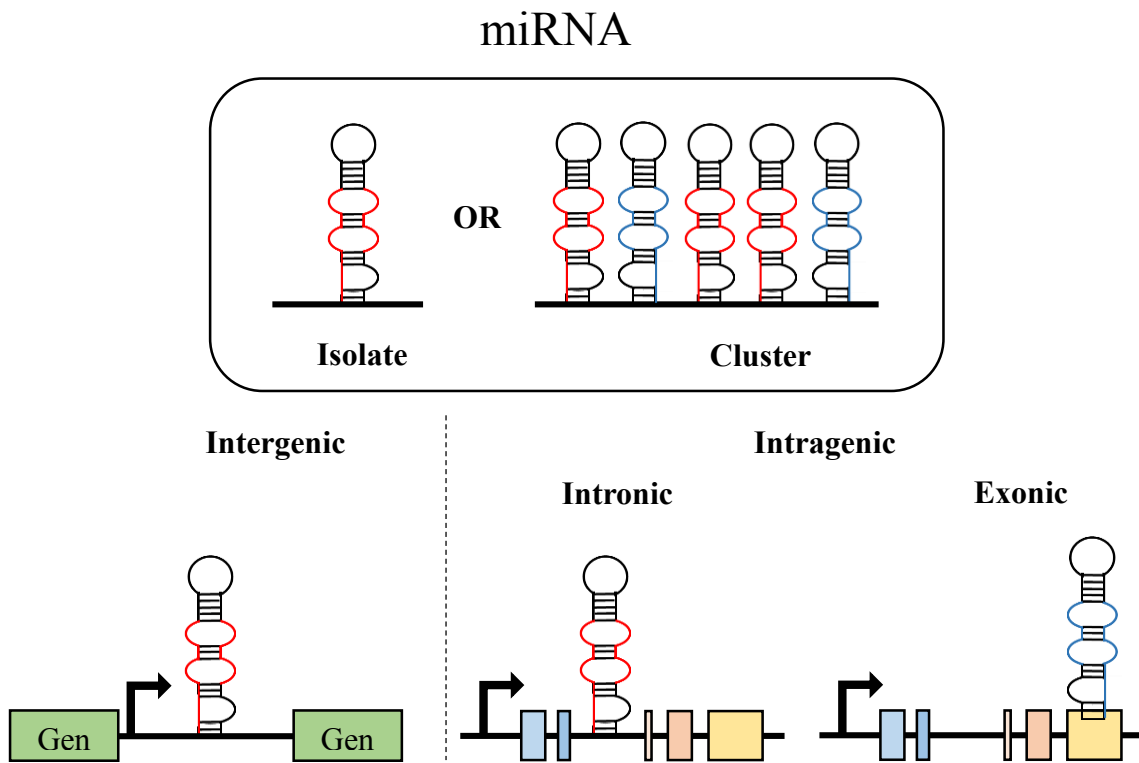 miRNA
OR
Isolate
Cluster
Intergenic
Intragenic
Intronic
Exonic
Gen
Gen